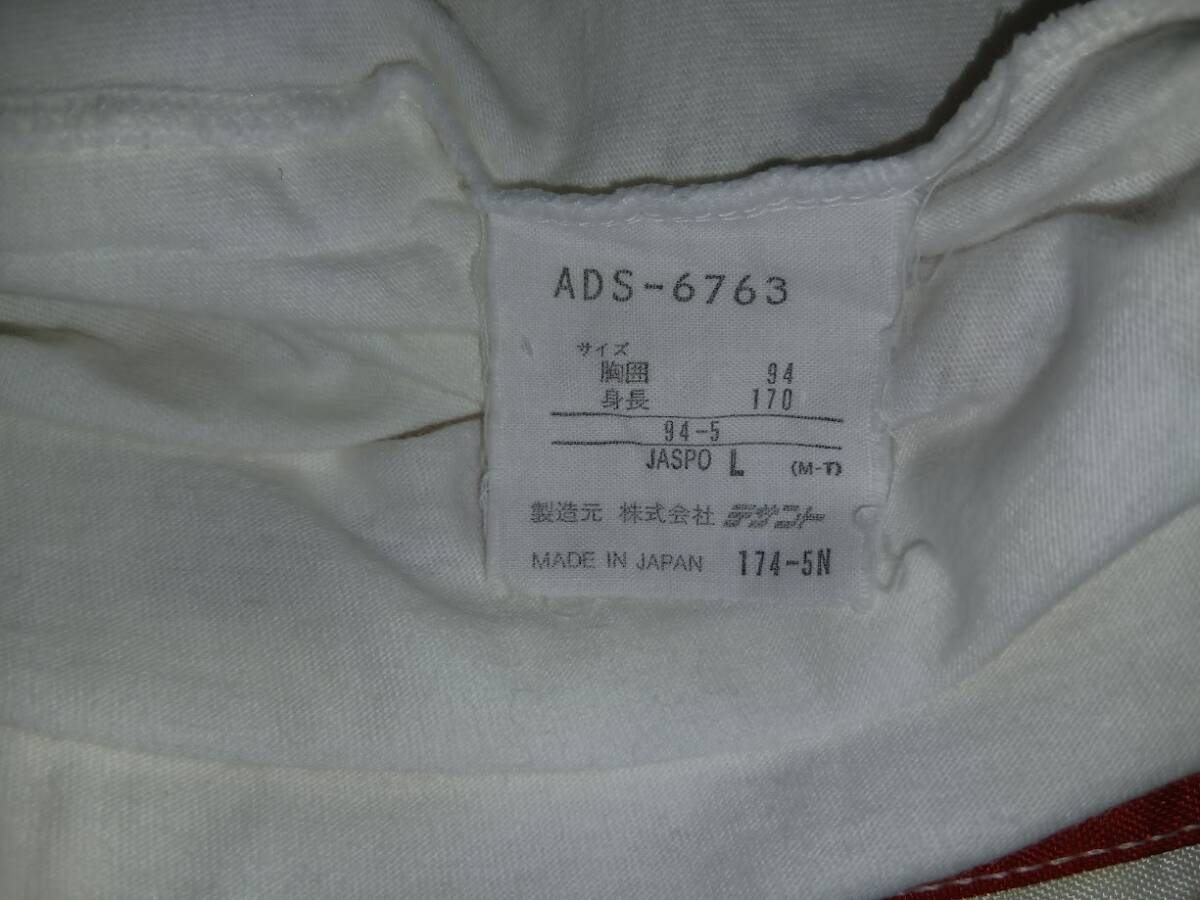 ADS-6763
サイズ
胸囲 94
身長 170
94-5
JASPO L (M-T)
製造元 株式会社 デサント
MADE IN JAPAN 174-5N